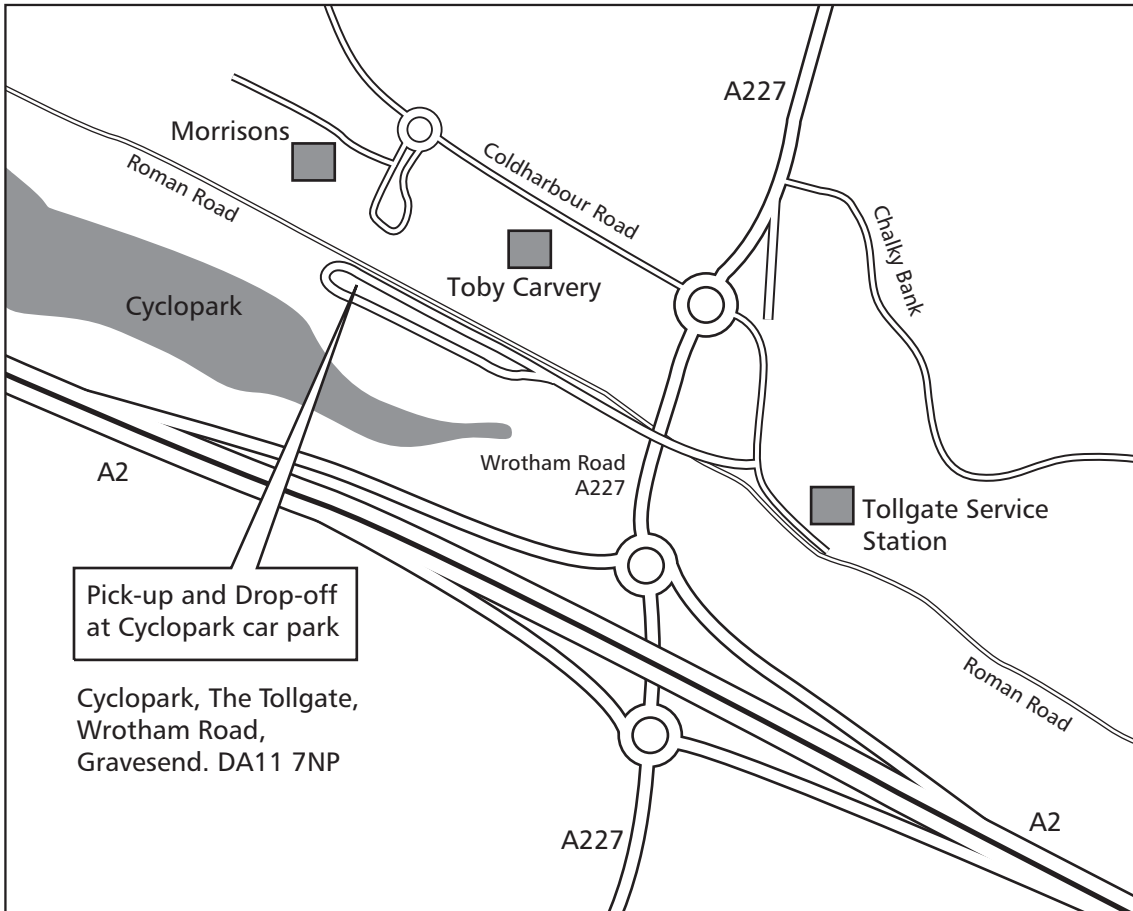 A227
Morrisons
Coldharbour Road
Roman Road
Chalky Bank
Toby Carvery
Cyclopark
Wrotham Road
A227
A2
Tollgate Service
Station
Pick-up and Drop-off
at Cyclopark car park
Roman Road
Cyclopark, The Tollgate,
Wrotham Road,
Gravesend. DA11 7NP
A2
A227